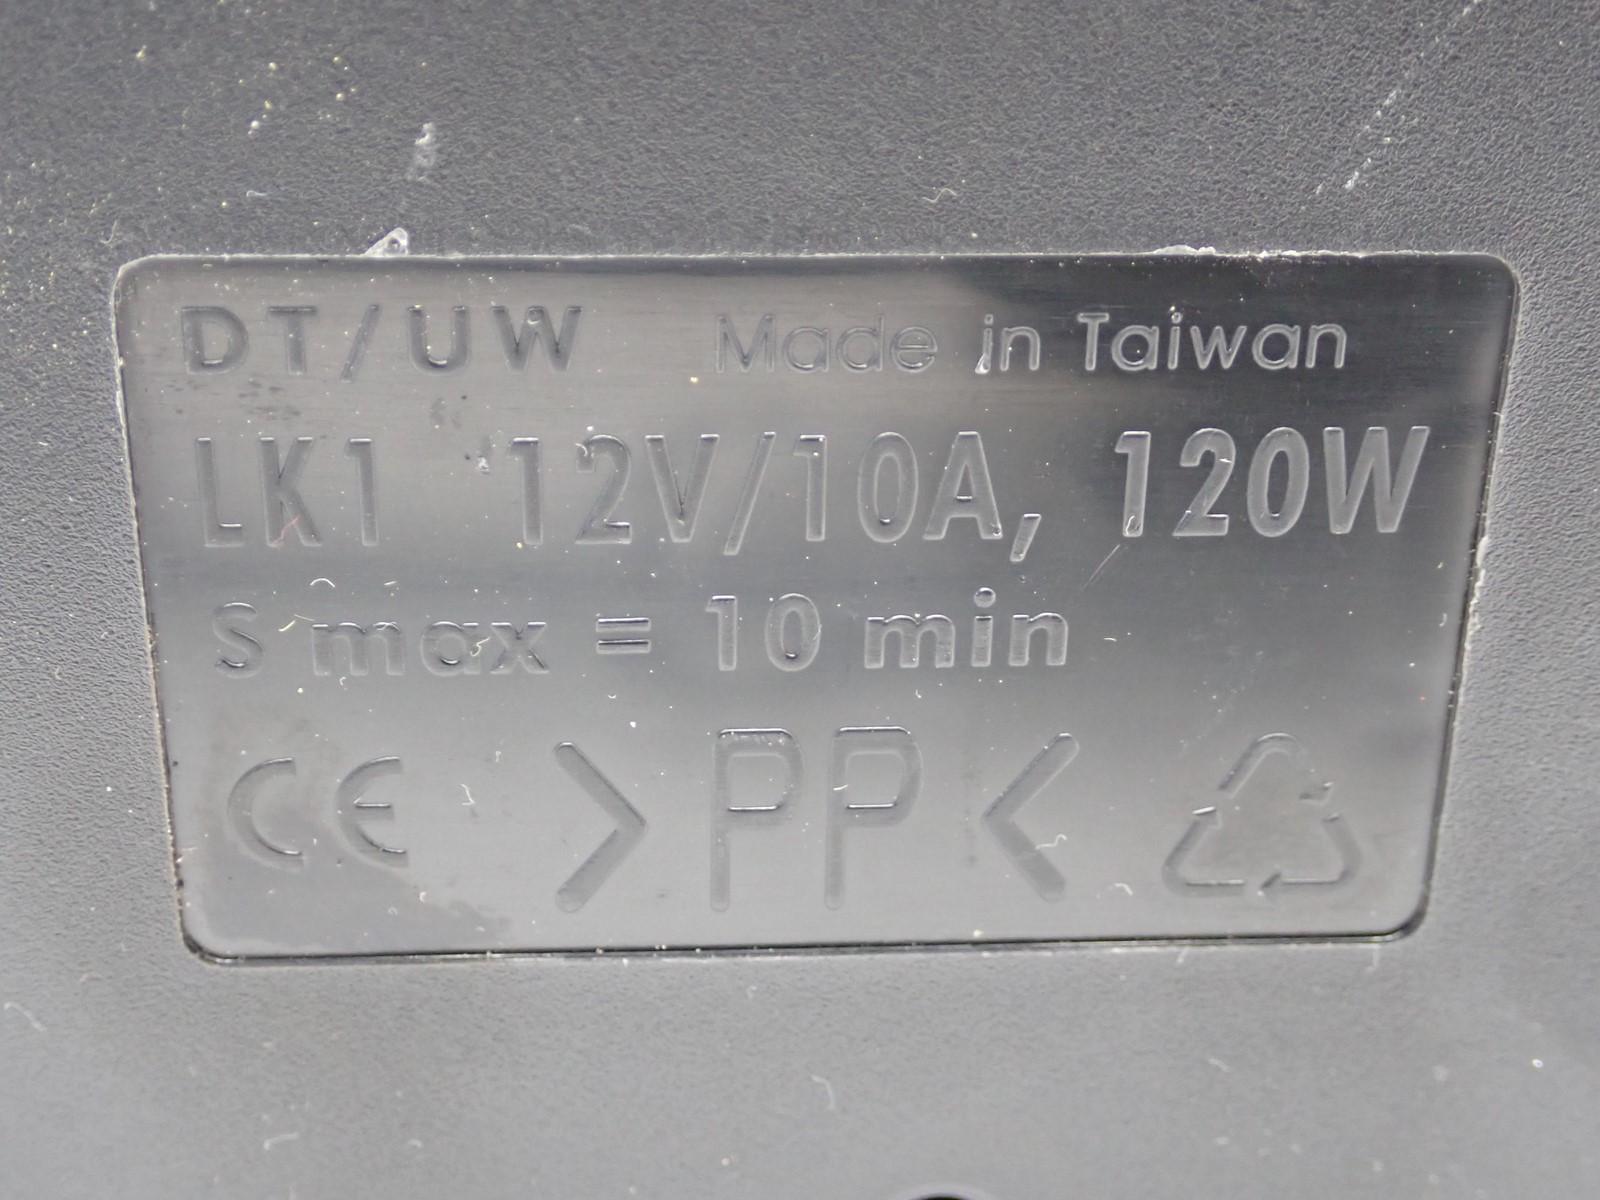 DT/UW Made in Taiwan
LK1 12V/10A, 120W
S max = 10 min
CE >PP<